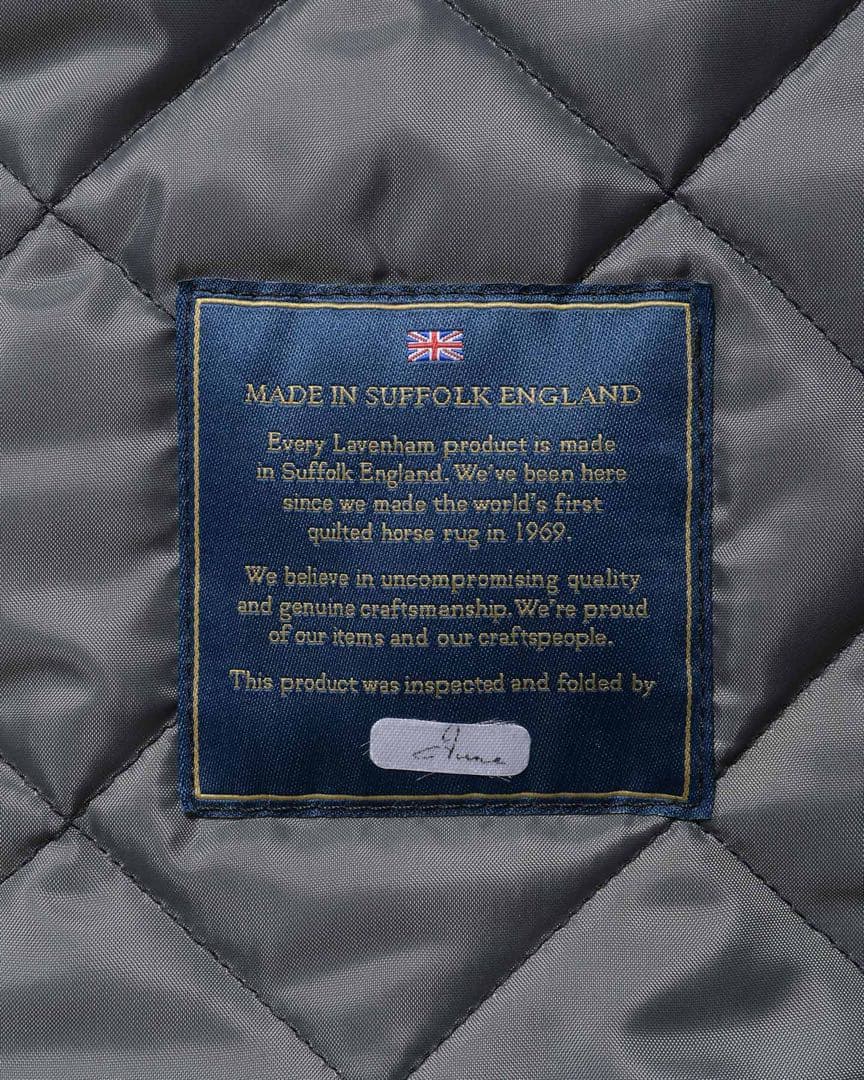 MADE IN SUFFOLK ENGLAND
Every Lavenham product is made
in Suffolk England. We've been here
since we made the world's first
quilted horse rug in 1969.
We believe in uncompromising quality
and genuine craftsmanship. We're proud
of our items and our craftspeople.
This product was inspected and folded by
June